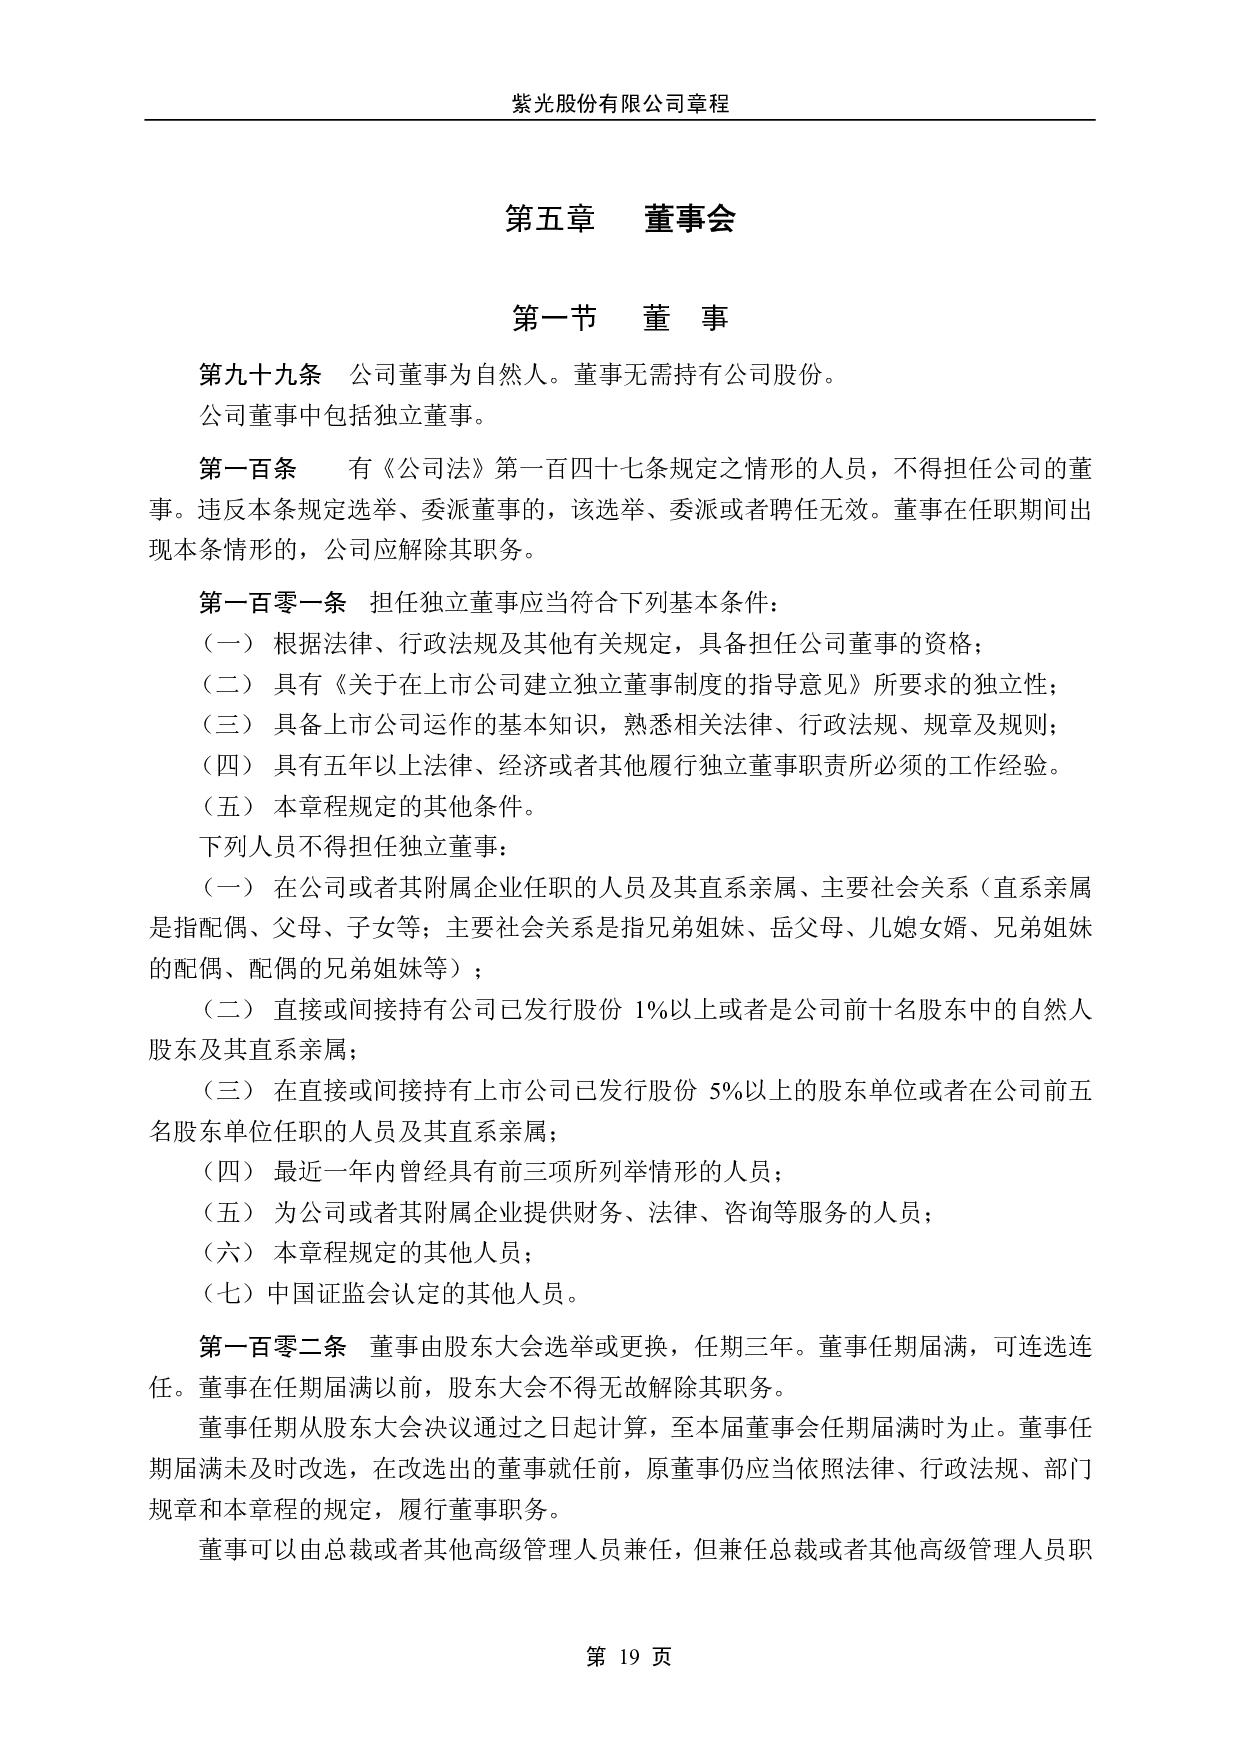 紫光股份有限公司章程
第五章 董事会
第一节 董 事
第九十九条 公司董事为自然人。董事无需持有公司股份。
公司董事中包括独立董事。
第一百条 有《公司法》第一百四十七条规定之情形的人员，不得担任公司的董
事。违反本条规定选举、委派董事的，该选举、委派或者聘任无效。董事在任职期间出
现本条情形的，公司应解除其职务。
第一百零一条 担任独立董事应当符合下列基本条件：
（一） 根据法律、行政法规及其他有关规定，具备担任公司董事的资格；
（二） 具有《关于在上市公司建立独立董事制度的指导意见》所要求的独立性；
（三） 具备上市公司运作的基本知识，熟悉相关法律、行政法规、规章及规则；
（四） 具有五年以上法律、经济或者其他履行独立董事职责所必须的工作经验。
（五） 本章程规定的其他条件。
下列人员不得担任独立董事：
（一） 在公司或者其附属企业任职的人员及其直系亲属、主要社会关系（直系亲属
是指配偶、父母、子女等；主要社会关系是指兄弟姐妹、岳父母、儿媳女婿、兄弟姐妹
的配偶、配偶的兄弟姐妹等）；
（二） 直接或间接持有公司已发行股份 1%以上或者是公司前十名股东中的自然人
股东及其直系亲属；
（三） 在直接或间接持有上市公司已发行股份 5%以上的股东单位或者在公司前五
名股东单位任职的人员及其直系亲属；
（四） 最近一年内曾经具有前三项所列举情形的人员；
（五） 为公司或者其附属企业提供财务、法律、咨询等服务的人员；
（六） 本章程规定的其他人员；
（七）中国证监会认定的其他人员。
第一百零二条 董事由股东大会选举或更换，任期三年。董事任期届满，可连选连
任。董事在任期届满以前，股东大会不得无故解除其职务。
董事任期从股东大会决议通过之日起计算，至本届董事会任期届满时为止。董事任
期届满未及时改选，在改选出的董事就任前，原董事仍应当依照法律、行政法规、部门
规章和本章程的规定，履行董事职务。
董事可以由总裁或者其他高级管理人员兼任，但兼任总裁或者其他高级管理人员职
第 19 页